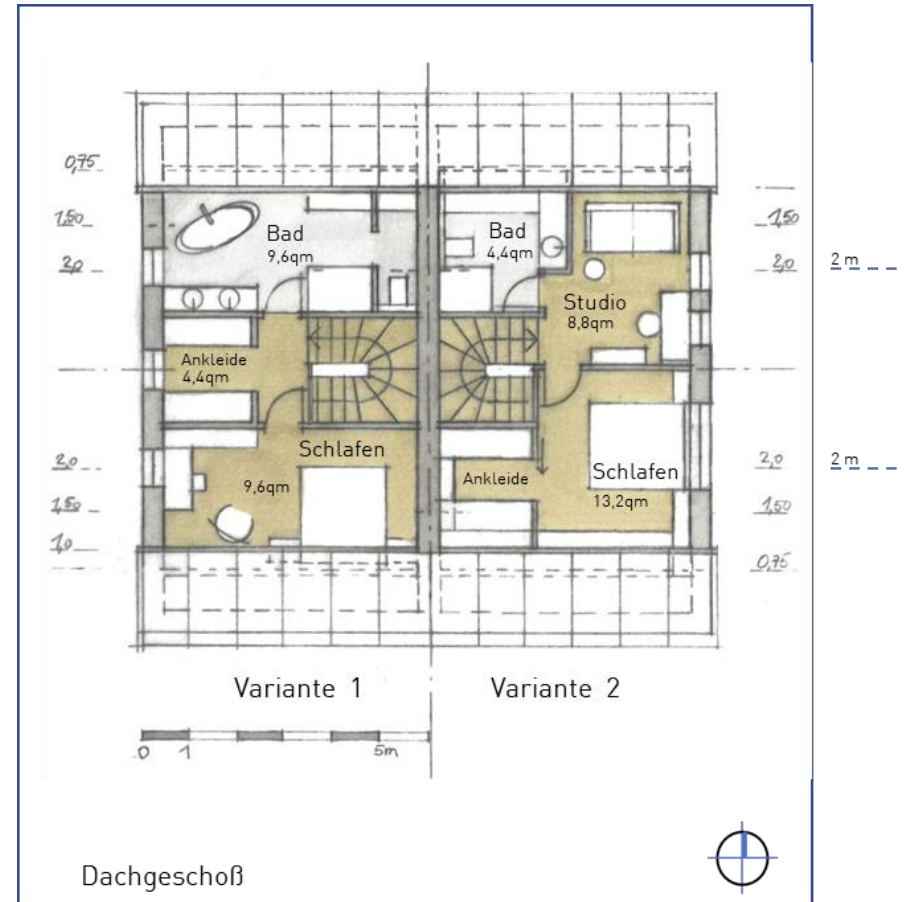 0,75
1,50
2,0
Bad
9,6qm
Bad
4,4qm
1,50
2,0
2 m
Studio
8,8qm
Ankleide
4,4qm
Schlafen
9,6qm
Ankleide
Schlafen
13,2qm
2,0
1,50
1,0
2,0
2 m
1,50
0,75
Variante 1
Variante 2
0
1
5m
Dachgeschoß